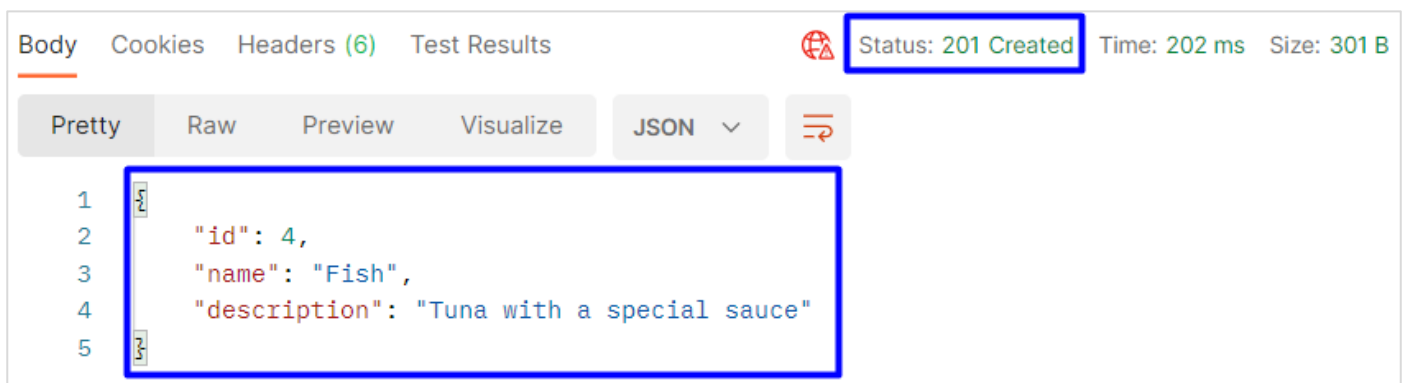 Body Cookies Headers (6) Test Results Status: 201 Created Time: 202 ms Size: 301 B
Pretty Raw Preview Visualize JSON
1 {
2 "id": 4,
3 "name": "Fish",
4 "description": "Tuna with a special sauce"
5 }